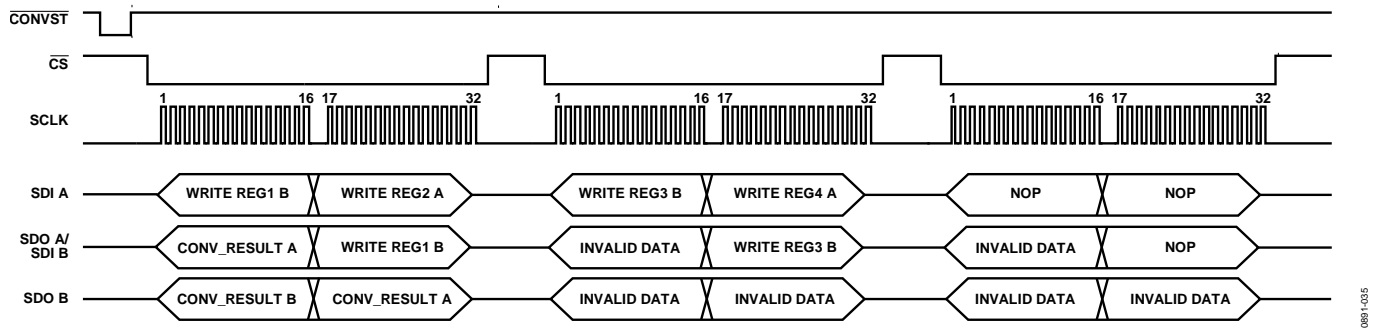 CONVST
CS
1 16 17 32 1 16 17 32 1 16 17 32
SCLK
SDI A WRITE REG1 B WRITE REG2 A WRITE REG3 B WRITE REG4 A NOP NOP
SDO A/
SDI B CONV_RESULT A WRITE REG1 B INVALID DATA WRITE REG3 B INVALID DATA NOP
SDO B CONV_RESULT B CONV_RESULT A INVALID DATA INVALID DATA INVALID DATA INVALID DATA
0891-035